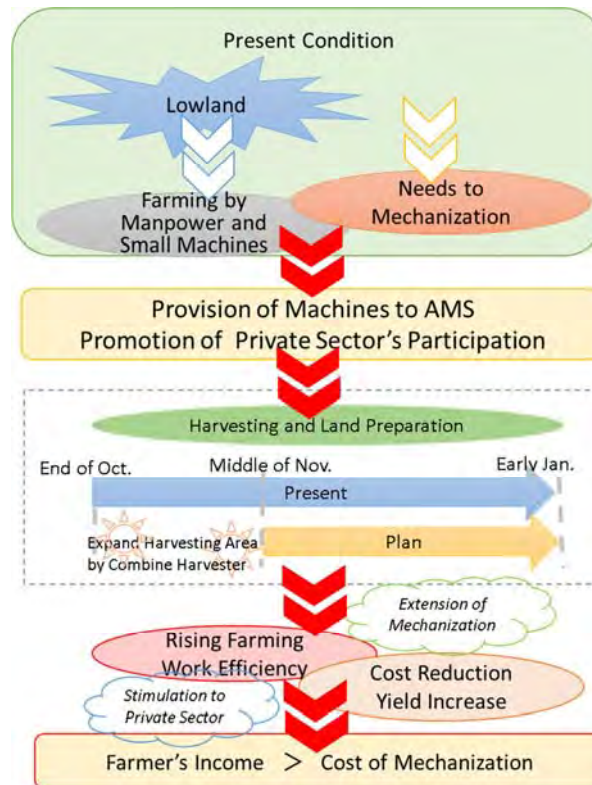 Present Condition
Lowland
Farming by
Manpower and
Small Machines
Needs to
Mechanization
Provision of Machines to AMS
Promotion of Private Sector's Participation
Harvesting and Land Preparation
End of Oct.
Middle of Nov.
Early Jan.
Present
Expand Harvesting Area
by Combine Harvester
Plan
Extension of
Mechanization
Rising Farming
Work Efficiency
Cost Reduction
Yield Increase
Stimulation to
Private Sector
Farmer's Income > Cost of Mechanization